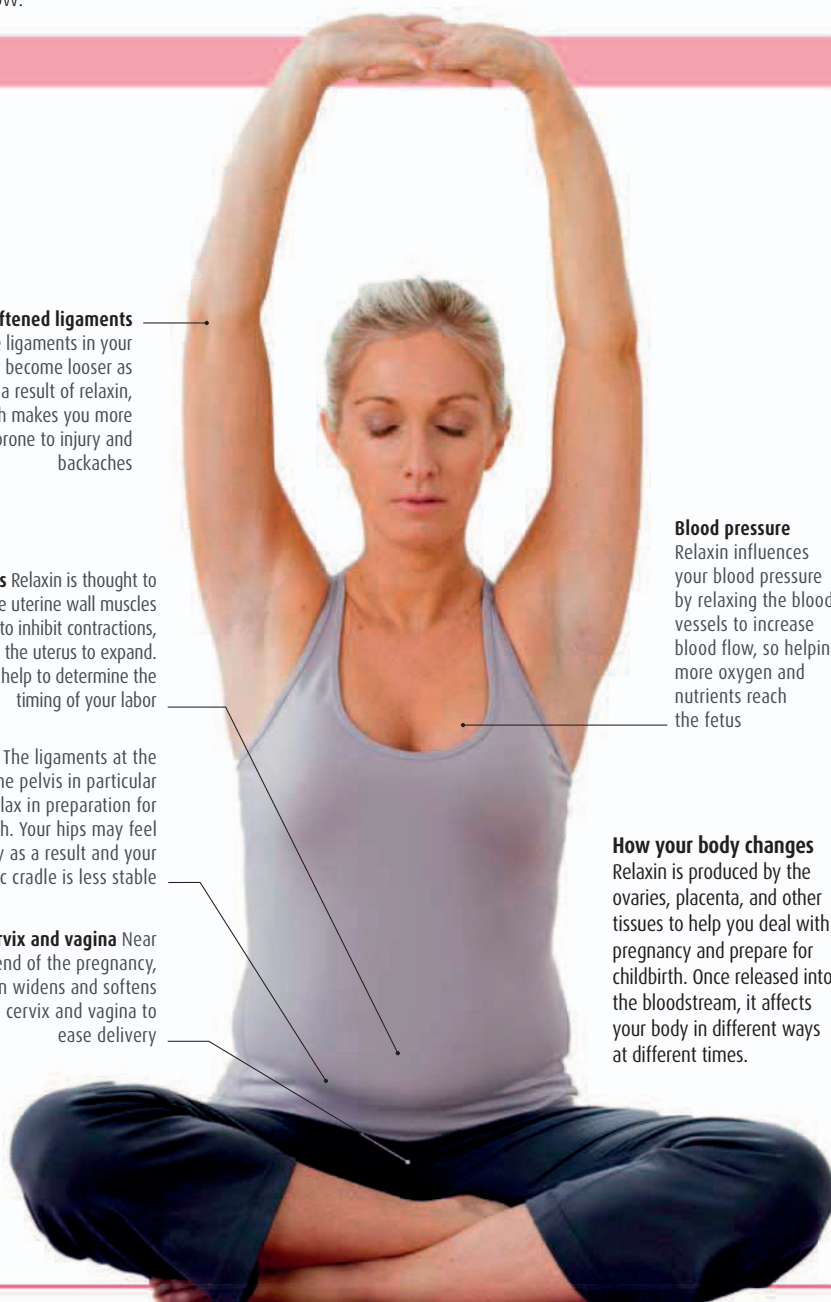 ow.
ftened ligaments
ligaments in your
become looser as
a result of relaxin,
h makes you more
prone to injury and
backaches
s Relaxin is thought to
e uterine wall muscles
to inhibit contractions,
the uterus to expand.
help to determine the
timing of your labor
The ligaments at the
ne pelvis in particular
lax in preparation for
h. Your hips may feel
y as a result and your
c cradle is less stable
rvix and vagina Near
end of the pregnancy,
n widens and softens
cervix and vagina to
ease delivery
Blood pressure
Relaxin influences
your blood pressure
by relaxing the blood
vessels to increase
blood flow, so helpin
more oxygen and
nutrients reach
the fetus
How your body changes
Relaxin is produced by the
ovaries, placenta, and other
tissues to help you deal with
pregnancy and prepare for
childbirth. Once released into
the bloodstream, it affects
your body in different ways
at different times.